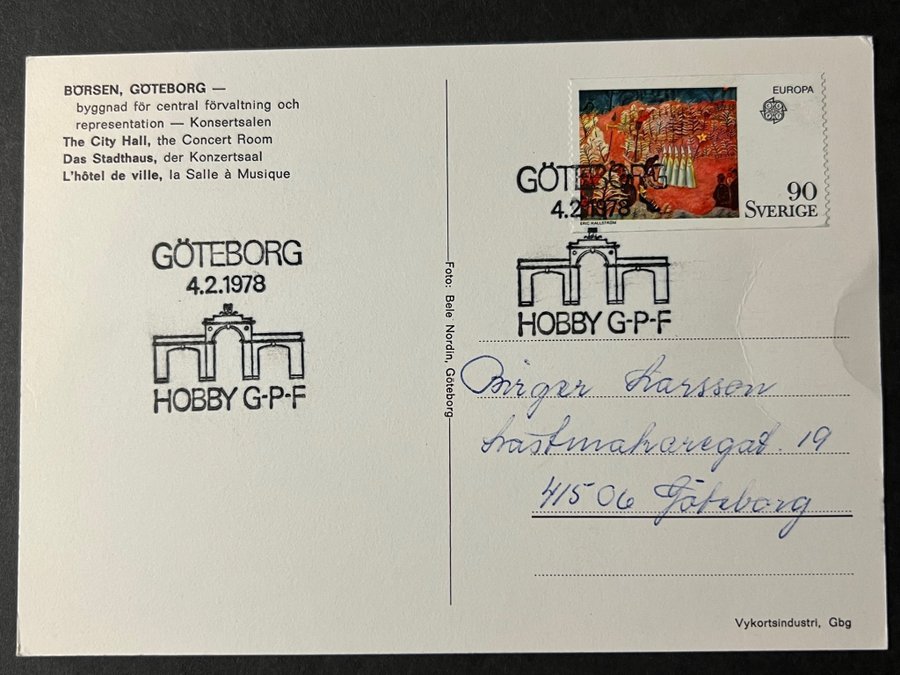 BÖRSEN, GÖTEBORG —
byggnad för central förvaltning och
representation — Konsertsalen
The City Hall, the Concert Room
Das Stadthaus, der Konzertsaal
L'hôtel de ville, la Salle à Musique
GÖTEBORG
4.2.1978
HOBBY G-P-F
Foto: Bele Nordin, Göteborg
EUROPA
90
SVERIGE
ERIC HALLSTRÖM
GÖTEBORG
4.2.1978
HOBBY G-P-F
Birger Larsson
Lästmakaregat. 19
415 06 Göteborg
Vykortsindustri, Gbg